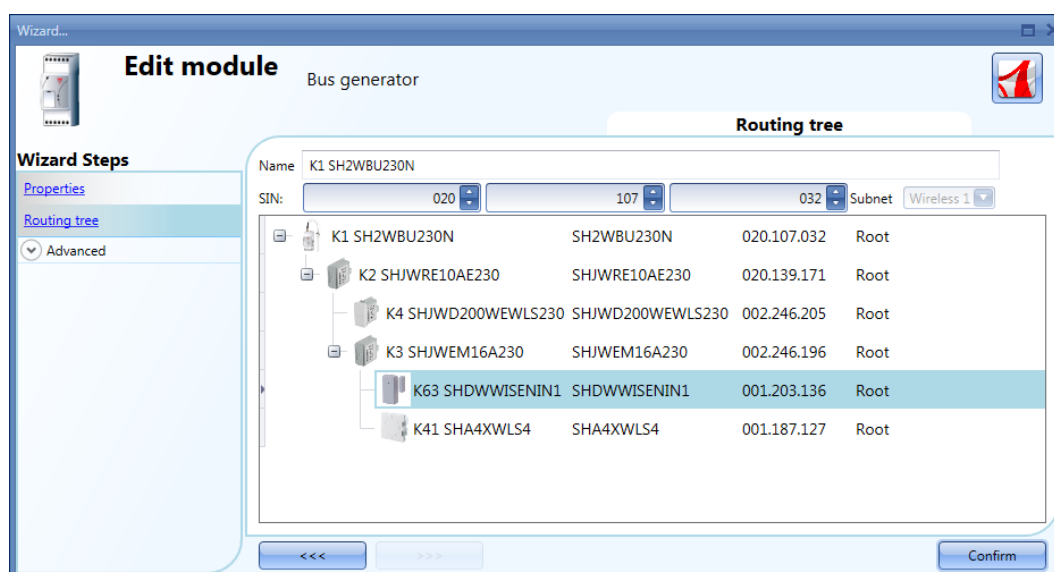 Wizard...
Edit module Bus generator
Routing tree
Wizard Steps
Properties
Routing tree
Advanced
Name K1 SH2WBU230N
SIN: 020 107 032 Subnet Wireless 1
K1 SH2WBU230N SH2WBU230N 020.107.032 Root
K2 SHJWRE10AE230 SHJWRE10AE230 020.139.171 Root
K4 SHJWD200WEWLS230 SHJWD200WEWLS230 002.246.205 Root
K3 SHJWEM16A230 SHJWEM16A230 002.246.196 Root
K63 SHDWWISENIN1 SHDWWISENIN1 001.203.136 Root
K41 SHA4XWLS4 SHA4XWLS4 001.187.127 Root
<<< >>> Confirm